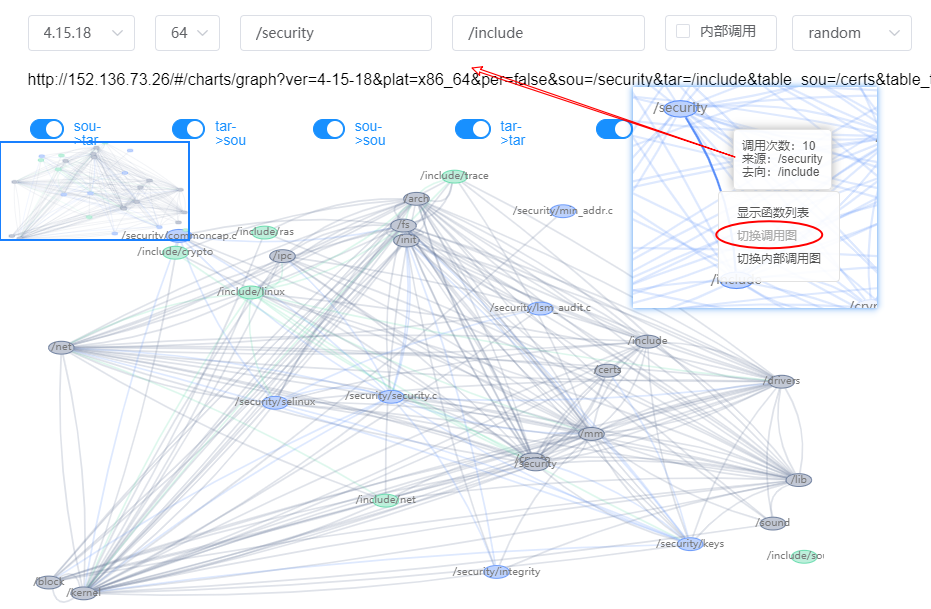 4.15.18
64
/security
/include
内部调用
random
http://152.136.73.26/#/charts/graph?ver=4-15-18&plat=x86_64&per=false&sou=/security&tar=/include&table_sou=/certs&table_t
sou-
>tar
tar-
>sou
sou-
>sou
tar-
>tar
/security
调用次数：10
来源：/security
去向：/include
显示函数列表
切换调用图
切换内部调用图
/include
/include/trace
/arch
/security/min_addr.c
/fs
/security/commoncap.c
/include/ras
/init
/include/crypto
/ipc
/include/linux
/security/lsm_audit.c
/net
/include
/certs
/drivers
/security/selinux
/security/security.c
/mm
/security
/lib
/include/net
/sound
/security/keys
/include/sou
/security/integrity
/block
/kernel